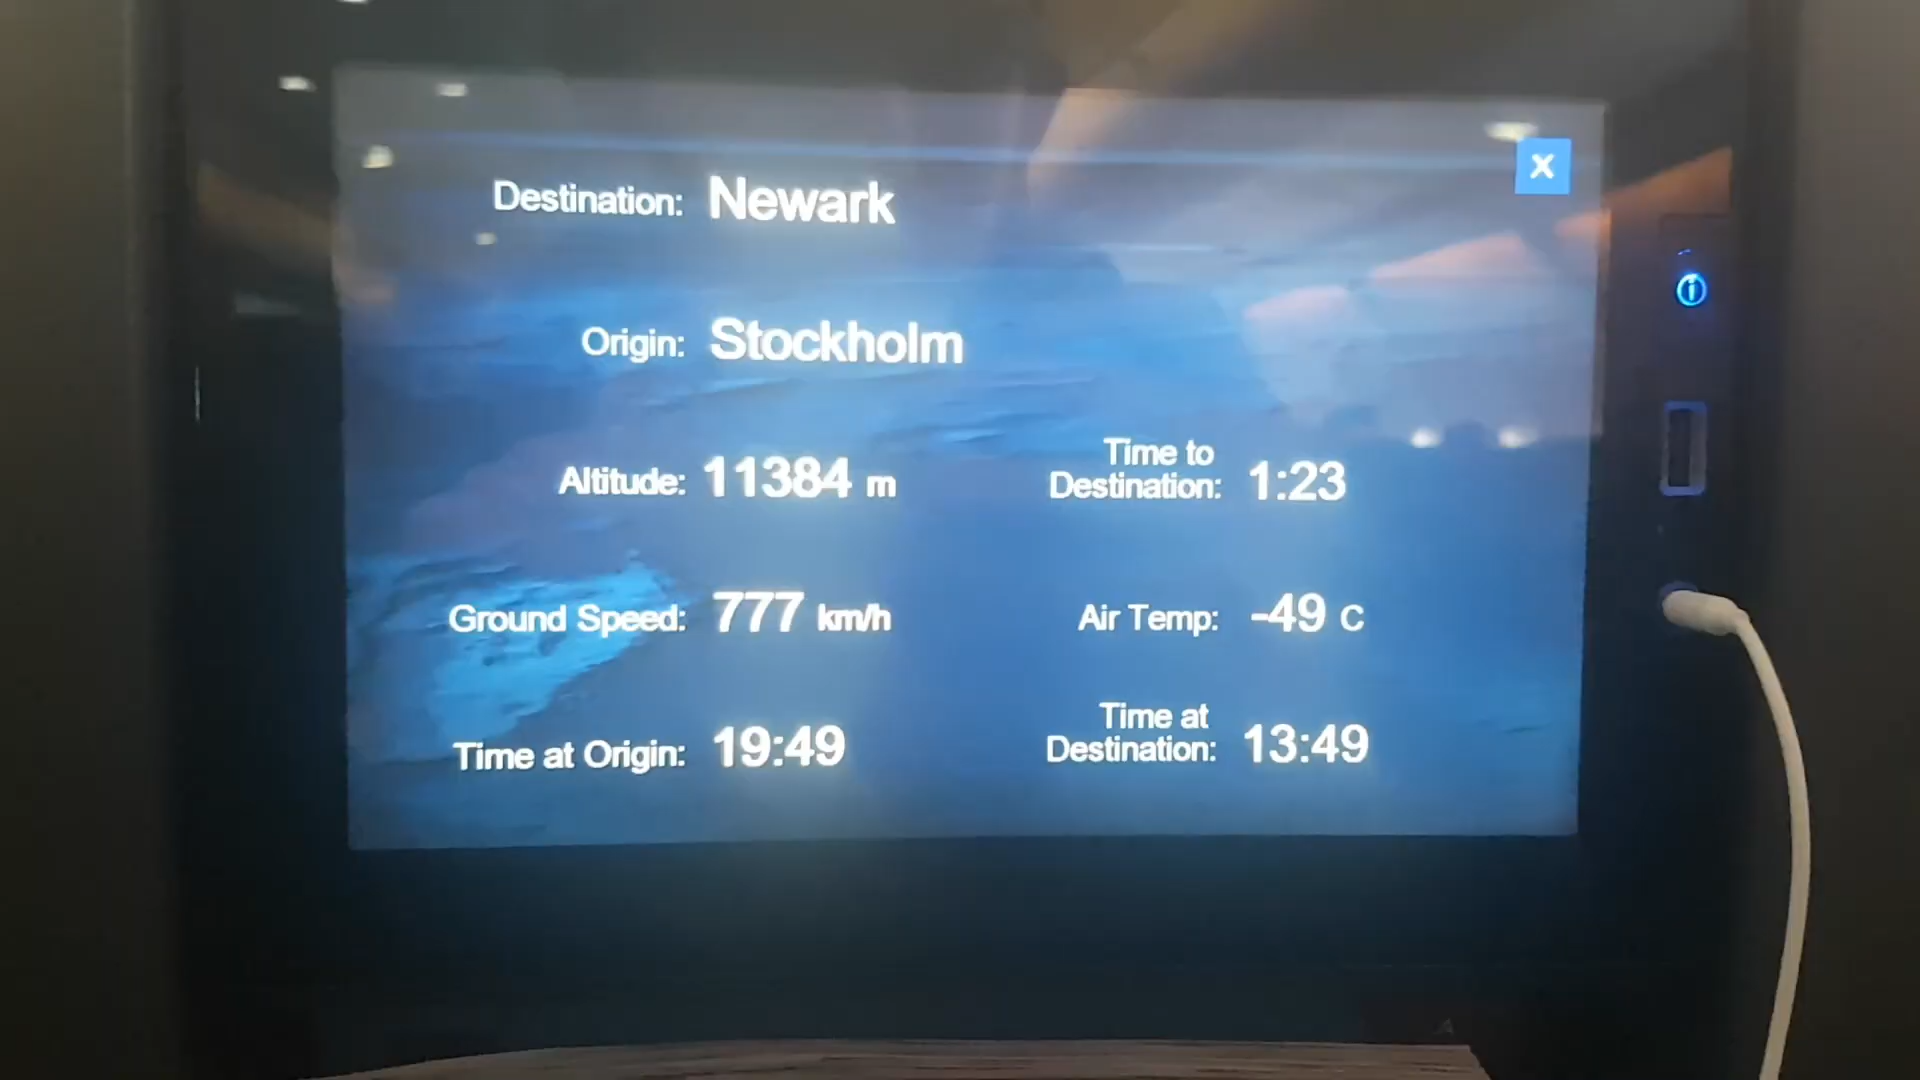 Destination: Newark
X
Origin: Stockholm
Altitude: 11384 m
Time to
Destination: 1:23
Ground Speed: 777 km/h
Air Temp: -49 C
Time at Origin: 19:49
Time at
Destination: 13:49